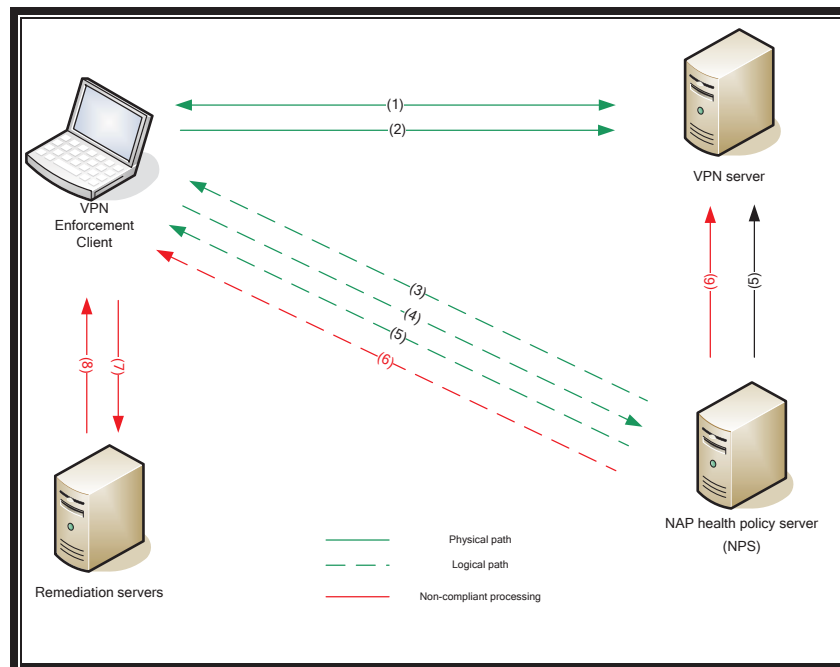 (1)
(2)
VPN server
VPN
Enforcement
Client
(3)
(4)
(5)
(6)
(6)
(5)
(8)
(7)
NAP health policy server
(NPS)
Remediation servers
Physical path
Logical path
Non-compliant processing